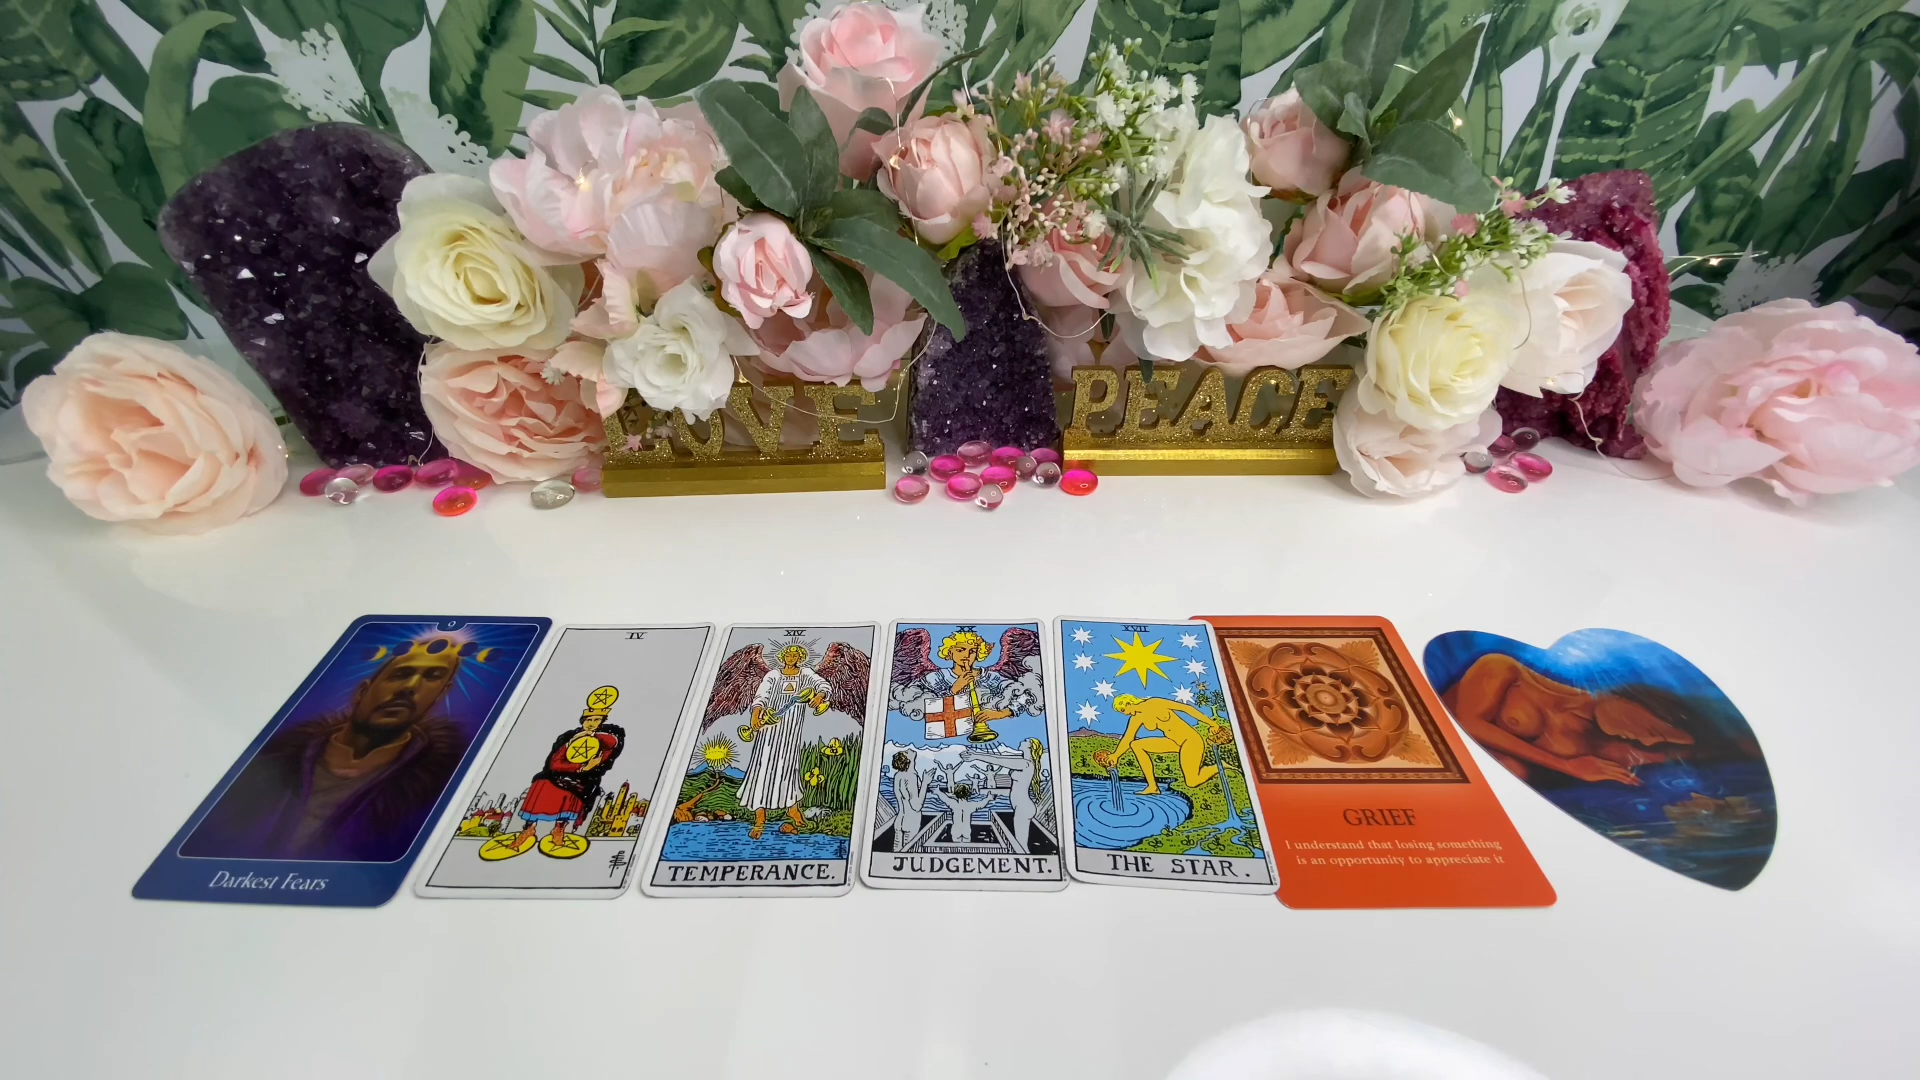 LOVE
PEACE
9
Darkest Fears
IV
XIV
TEMPERANCE.
XX
JUDGEMENT.
XVII
THE STAR.
GRIEF
I understand that losing something
is an opportunity to appreciate it